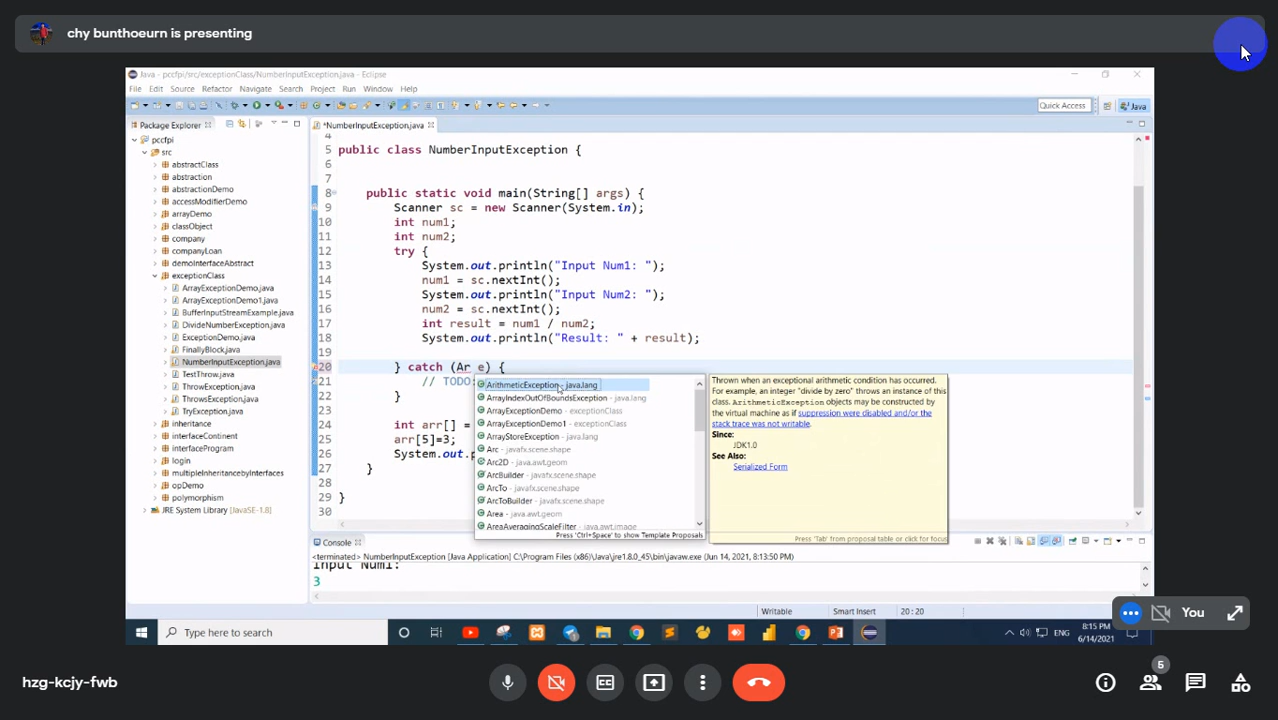 chy bunthoeurn is presenting
Java - pccfpi/src/exceptionClass/NumberInputException.java - Eclipse
File Edit Source Refactor Navigate Search Project Run Window Help
Quick Access
Java
Package Explorer
*NumberInputException.java
pccfpi
src
abstractClass
abstraction
abstractionDemo
accessModifierDemo
arrayDemo
classObject
company
companyLoan
demoInterfaceAbstract
exceptionClass
ArrayExceptionDemo.java
ArrayExceptionDemo1.java
BufferInputStreamExample.java
DivideNumberException.java
ExceptionDemo.java
FinallyBlock.java
NumberInputException.java
TestThrow.java
ThrowException.java
ThrowsException.java
TryException.java
inheritance
interfaceContinent
interfaceProgram
login
multipleInheritancebyInterfaces
opDemo
polymorphism
JRE System Library [JavaSE-1.8]
4
5 public class NumberInputException {
6
7
8 public static void main(String[] args) {
9 Scanner sc = new Scanner(System.in);
10 int num1;
11 int num2;
12 try {
13 System.out.println("Input Num1: ");
14 num1 = sc.nextInt();
15 System.out.println("Input Num2: ");
16 num2 = sc.nextInt();
17 int result = num1 / num2;
18 System.out.println("Result: " + result);
19
20 } catch (Ar e) {
21 // TODO:
22 }
24 int arr[] =
25 arr[5]=3;
26 System.out.p
27 }
28
29 }
30
ArithmeticException - java.lang
ArrayIndexOutOfBoundsException - java.lang
ArrayExceptionDemo - exceptionClass
ArrayExceptionDemo1 - exceptionClass
ArrayStoreException - java.lang
Arc - javafx.scene.shape
Arc2D - java.awt.geom
ArcBuilder - javafx.scene.shape
ArcTo - javafx.scene.shape
ArcToBuilder - javafx.scene.shape
Area - java.awt.geom
AreaAveragingScaleFilter - java.awt.image
Press 'Ctrl+Space' to show Template Proposals
Thrown when an exceptional arithmetic condition has occurred.
For example, an integer "divide by zero" throws an instance of this
class. ArithmeticException objects may be constructed by
the virtual machine as if suppression were disabled and/or the
stack trace was not writable.
Since:
JDK1.0
See Also:
Serialized Form
Press 'Tab' from proposal table or click for focus
Console
<terminated> NumberInputException [Java Application] C:\Program Files\Java\jre1.8.0_45\bin\javaw.exe (Jun 14, 2021, 8:13:50 PM)
Input Num1:
3
Writable
Smart Insert
20 : 20
You
Type here to search
ENG
8:15 PM
6/14/2021
hzg-kcjy-fwb
5